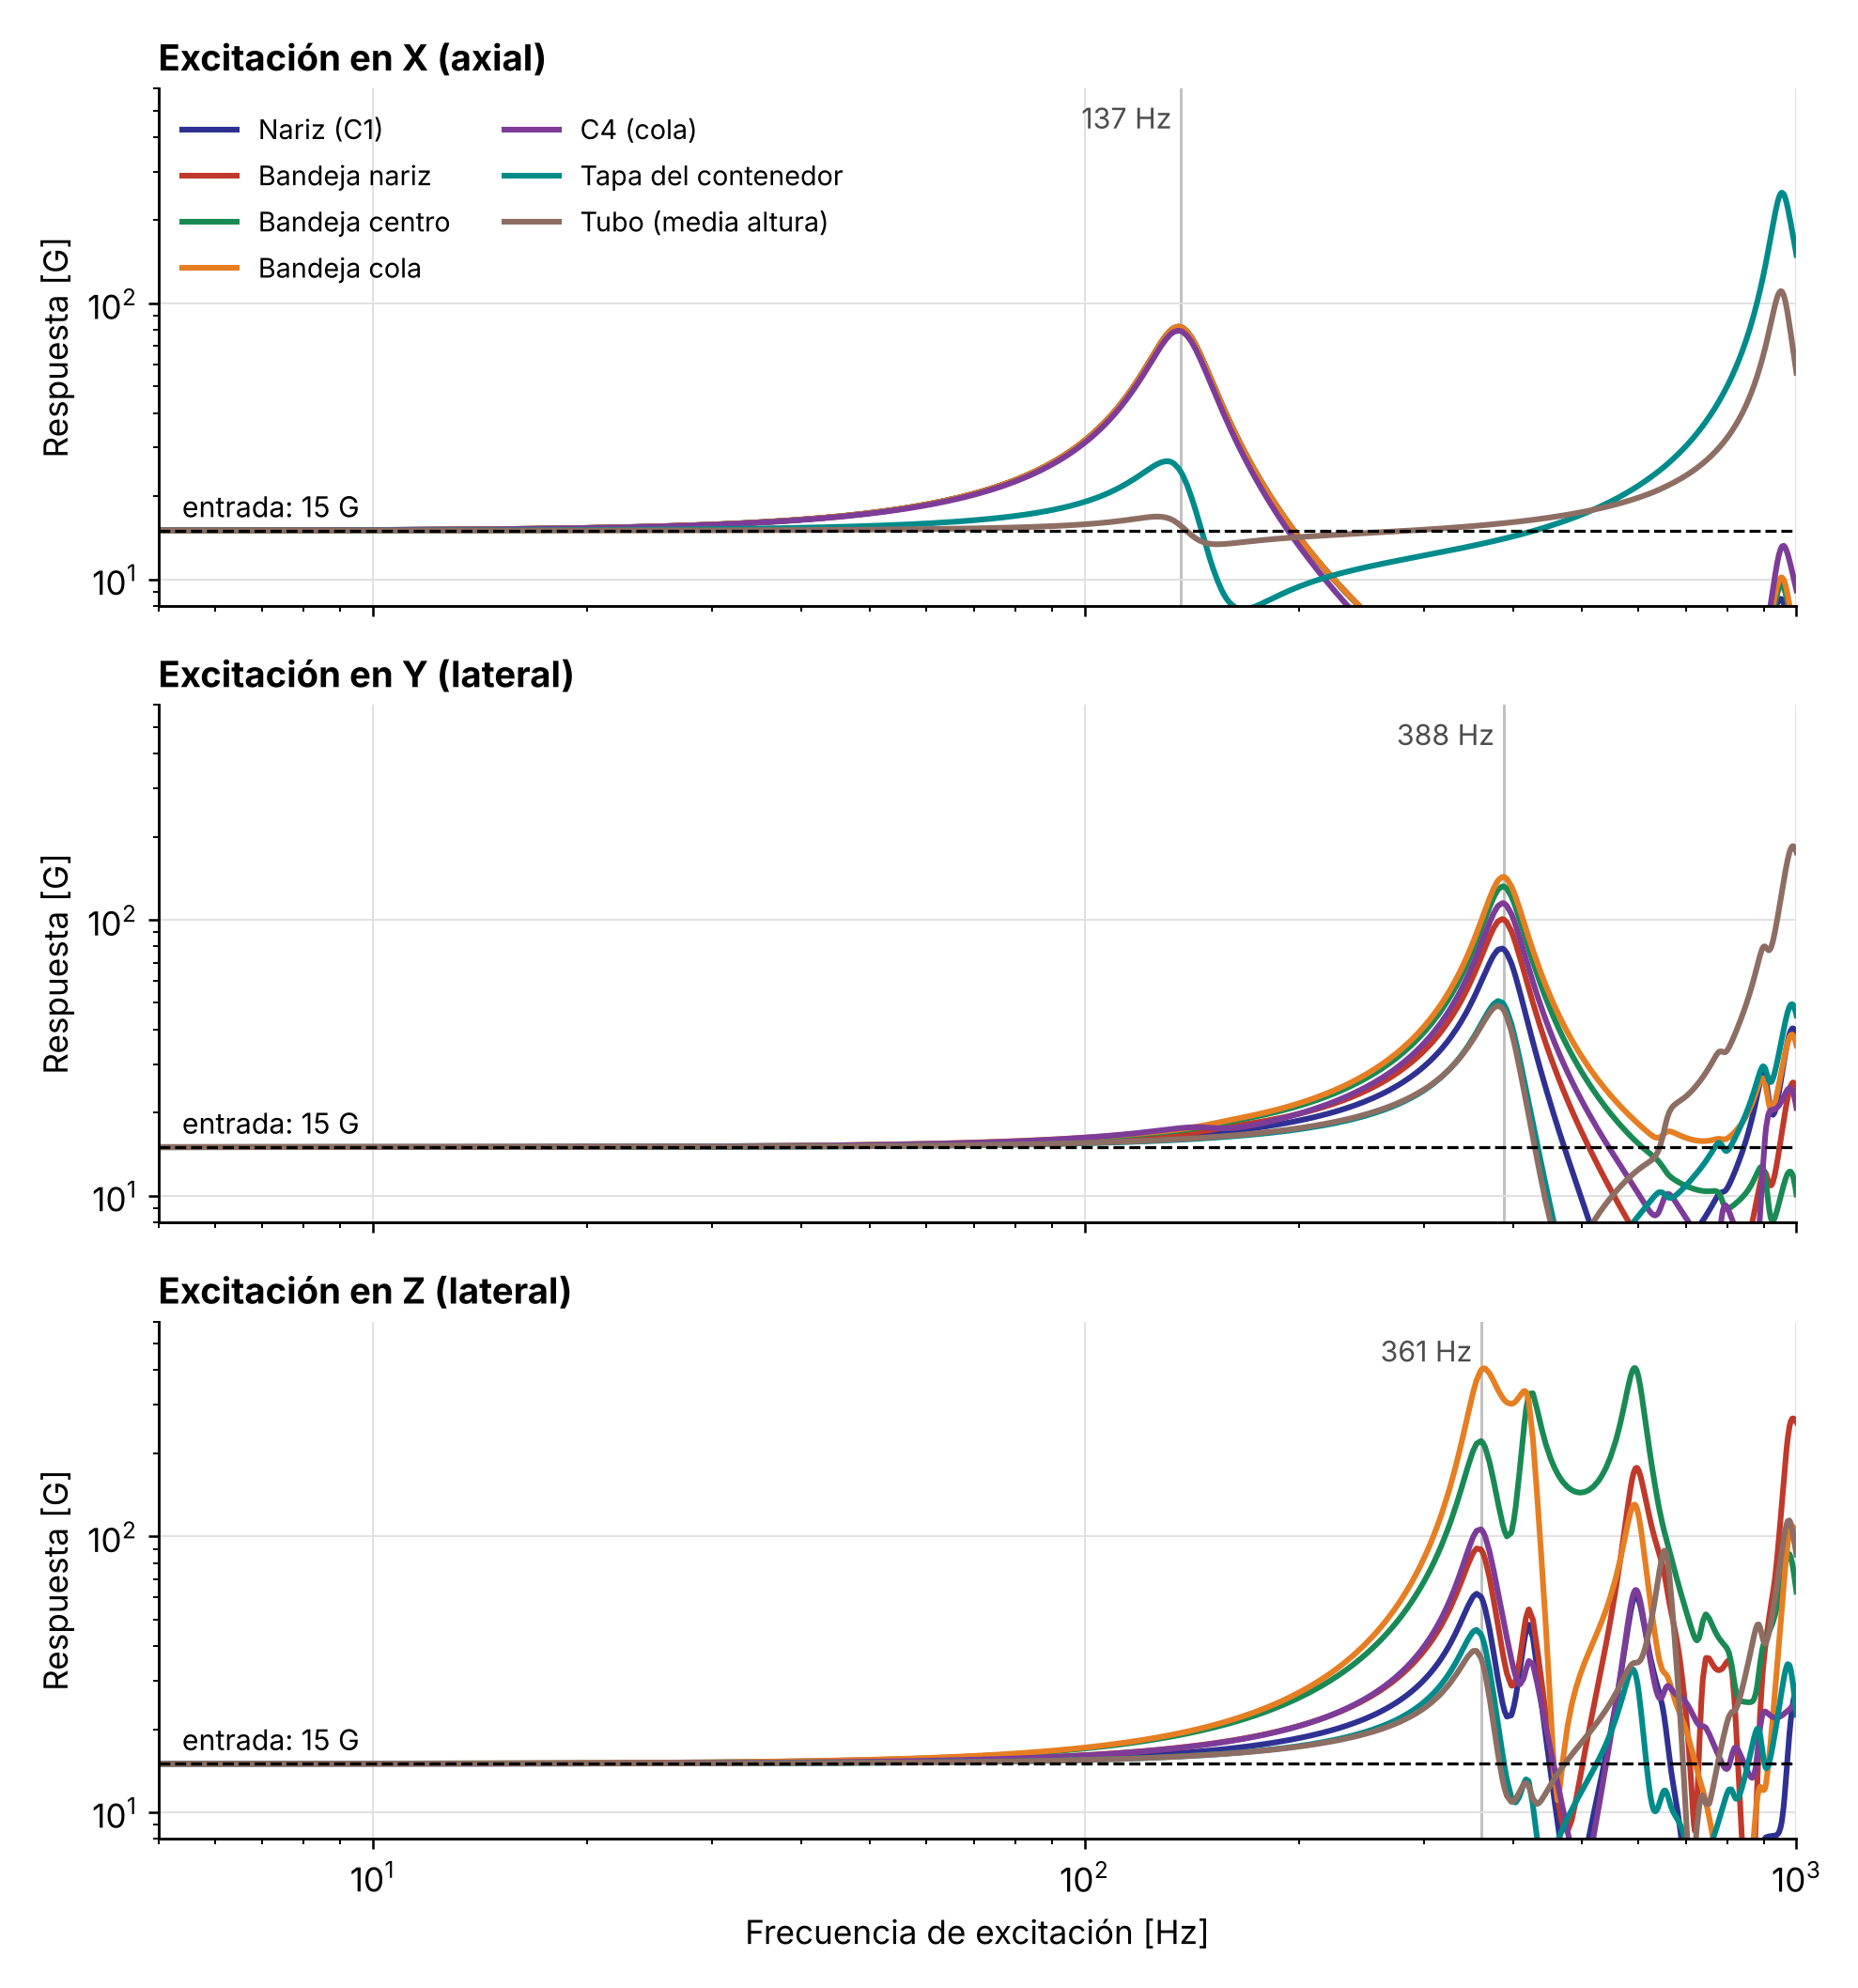 Excitación en X (axial)
137 Hz
Nariz (C1)
Bandeja nariz
Bandeja centro
Bandeja cola
C4 (cola)
Tapa del contenedor
Tubo (media altura)
Respuesta [G]
10²
entrada: 15 G
10¹
Excitación en Y (lateral)
388 Hz
Respuesta [G]
10²
entrada: 15 G
10¹
Excitación en Z (lateral)
361 Hz
Respuesta [G]
10²
entrada: 15 G
10¹
10¹ 10² 10³
Frecuencia de excitación [Hz]